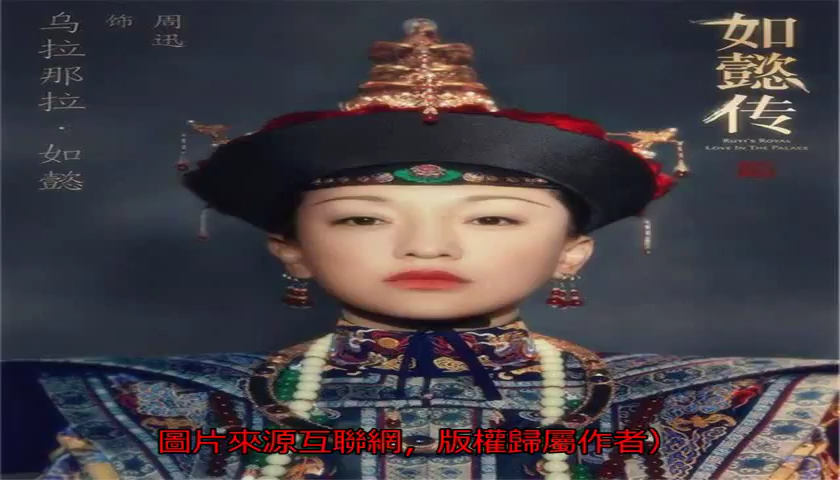 乌拉那拉·如懿
饰
周迅
如懿传
RUYI'S ROYAL
LOVE IN THE PALACE
圖片來源互聯網，版權歸屬作者）